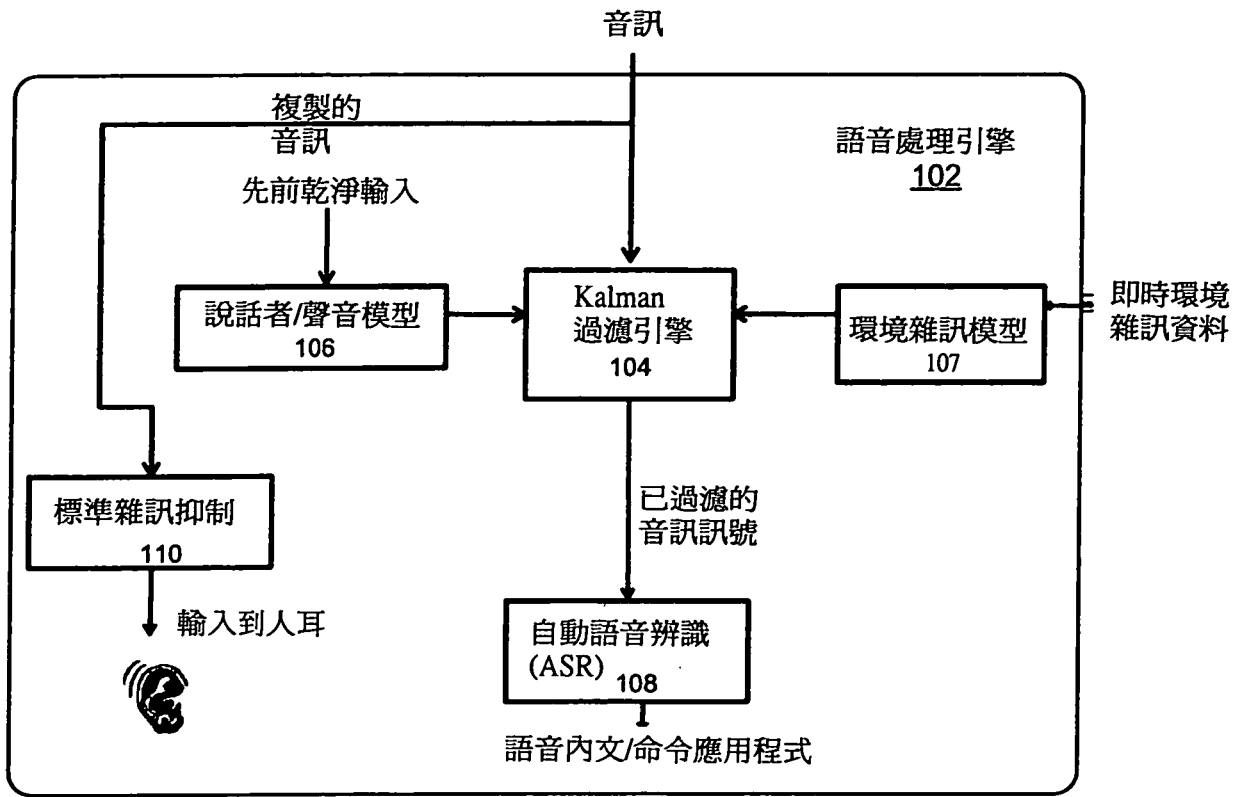 音訊
複製的
音訊
語音處理引擎
102
先前乾淨輸入
說話者/聲音模型
106
Kalman
過濾引擎
104
環境雜訊模型
107
即時環境
雜訊資料
標準雜訊抑制
110
已過濾的
音訊訊號
輸入到人耳
自動語音辨識
(ASR)
108
語音內文/命令應用程式